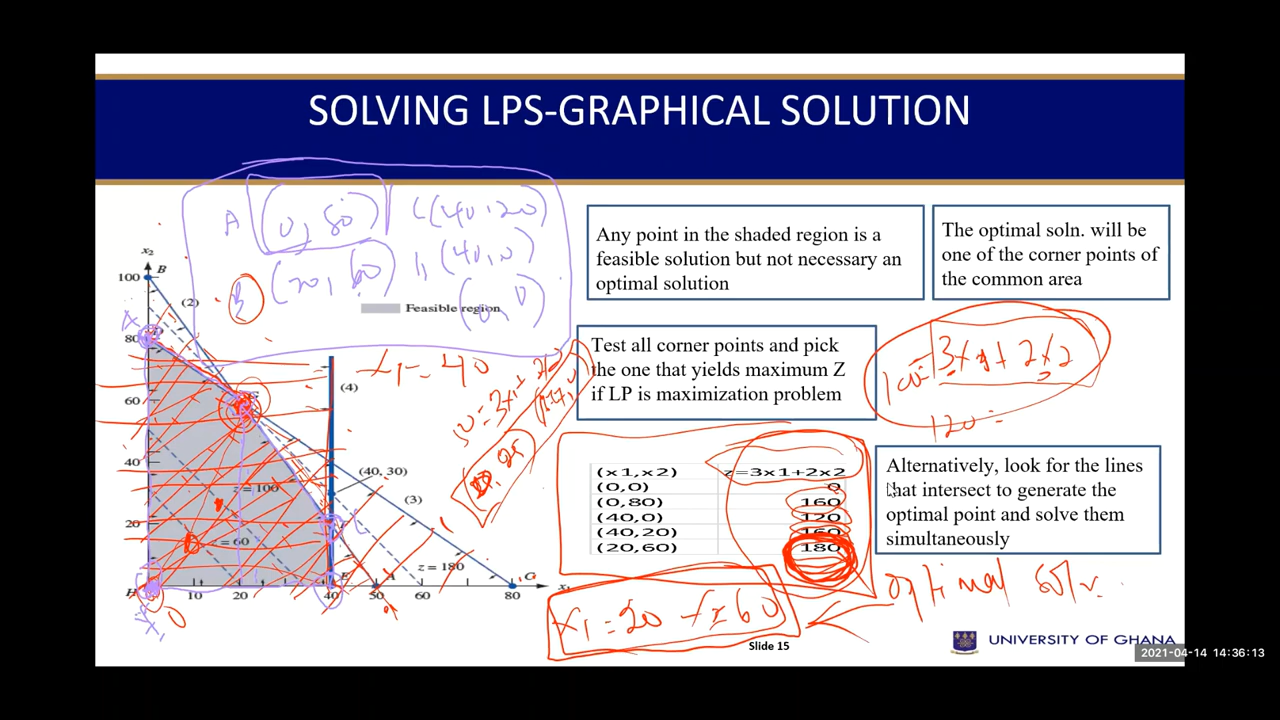 SOLVING LPS-GRAPHICAL SOLUTION
A (0, 80) C(40,20)
B (20, 60) (40,0)
(0, 0)
Any point in the shaded region is a
feasible solution but not necessary an
optimal solution
The optimal soln. will be
one of the corner points of
the common area
x2
100 B
(2)
Feasible region
80
60
40
20
H
10
20
40
E
50
A
60
80
G
x1
(4)
(40, 30)
(3)
z = 100
z = 60
z = 180
x1 = 40
Test all corner points and pick
the one that yields maximum Z
if LP is maximization problem
3x1 + 2x2
120 =
(x1,x2) z=3x1+2x2
(0,0) 0
(0,80) 160
(40,0) 120
(40,20) 160
(20,60) 180
Alternatively, look for the lines
that intersect to generate the
optimal point and solve them
simultaneously
x1 = 20 x2 = 60
optimal soln.
Slide 15
UNIVERSITY OF GHANA
2021-04-14 14:36:13